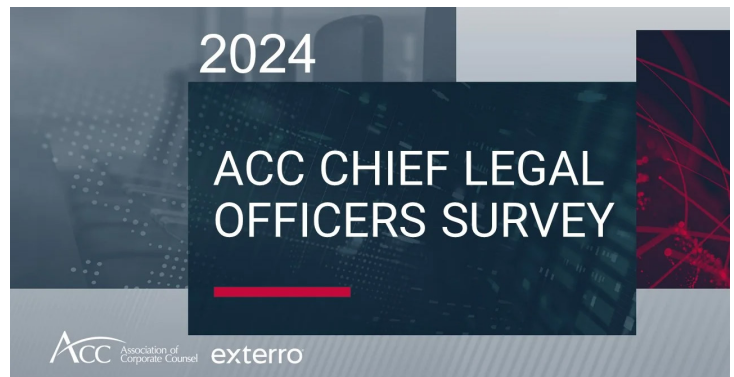 2024
ACC CHIEF LEGAL
OFFICERS SURVEY
ACC Association of
Corporate Counsel
exterro